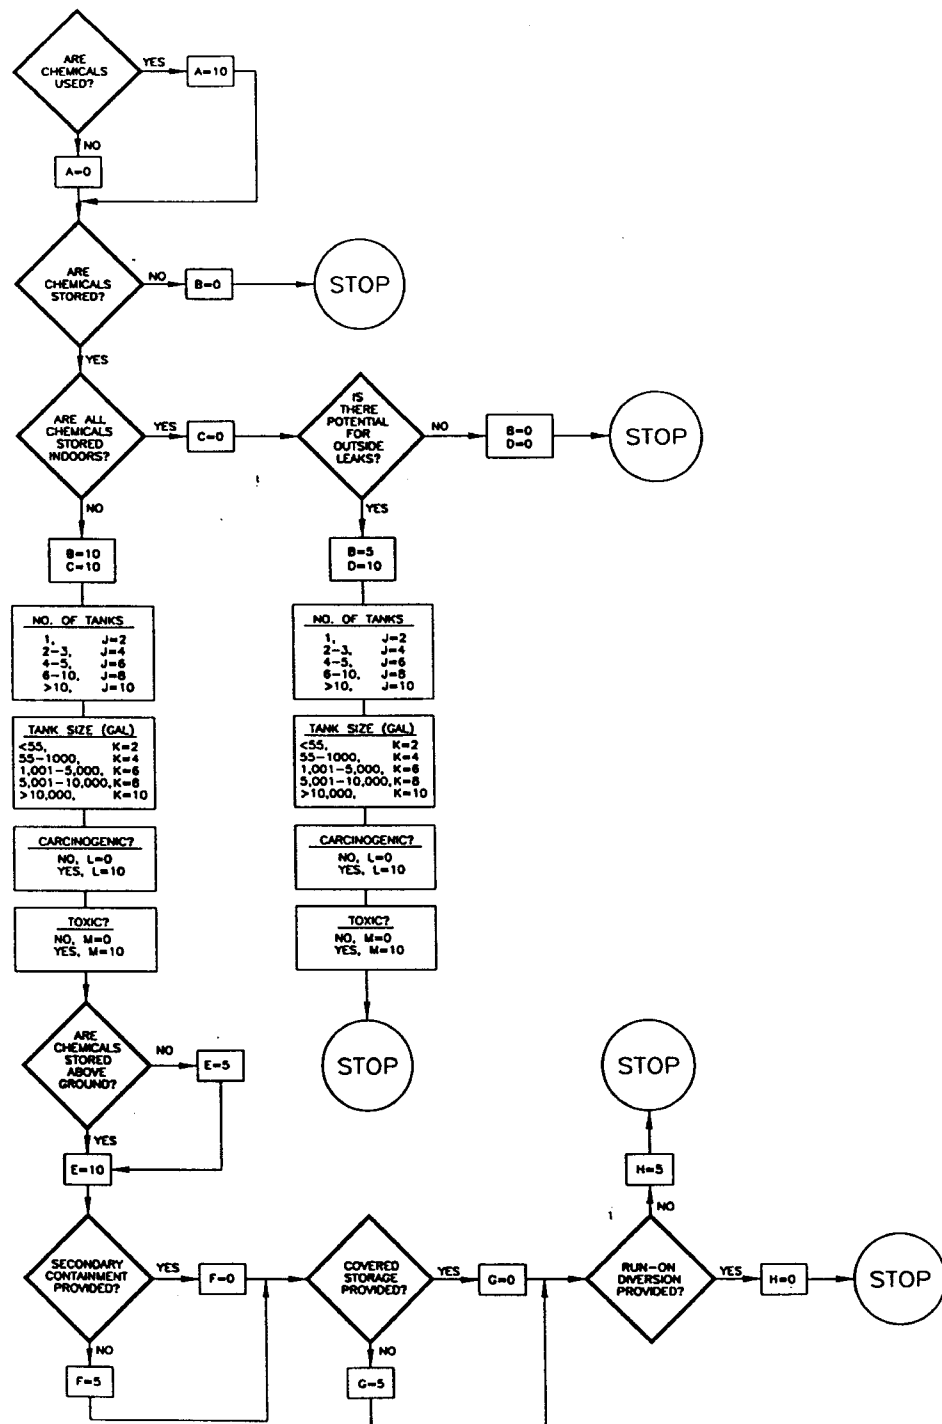 ARE
CHEMICALS
USED?
YES
A=10
NO
A=0
ARE
CHEMICALS
STORED?
NO
B=0
STOP
YES
ARE ALL
CHEMICALS
STORED
INDOORS?
YES
C=0
IS
THERE
POTENTIAL
FOR
OUTSIDE
LEAKS?
NO
B=0
D=0
STOP
NO
B=10
C=10
YES
B=5
D=10
NO. OF TANKS
1, J=2
2-3, J=4
4-5, J=6
6-10, J=8
>10, J=10
TANK SIZE (GAL)
<55, K=2
55-1000, K=4
1,001-5,000, K=6
5,001-10,000, K=8
>10,000, K=10
CARCINOGENIC?
NO, L=0
YES, L=10
TOXIC?
NO, M=0
YES, M=10
NO. OF TANKS
1, J=2
2-3, J=4
4-5, J=6
6-10, J=8
>10, J=10
TANK SIZE (GAL)
<55, K=2
55-1000, K=4
1,001-5,000, K=6
5,001-10,000, K=8
>10,000, K=10
CARCINOGENIC?
NO, L=0
YES, L=10
TOXIC?
NO, M=0
YES, M=10
STOP
ARE
CHEMICALS
STORED
ABOVE
GROUND?
NO
E=5
YES
E=10
SECONDARY
CONTAINMENT
PROVIDED?
YES
F=0
NO
F=5
COVERED
STORAGE
PROVIDED?
YES
G=0
NO
G=5
RUN-ON
DIVERSION
PROVIDED?
NO
H=5
STOP
YES
H=0
STOP